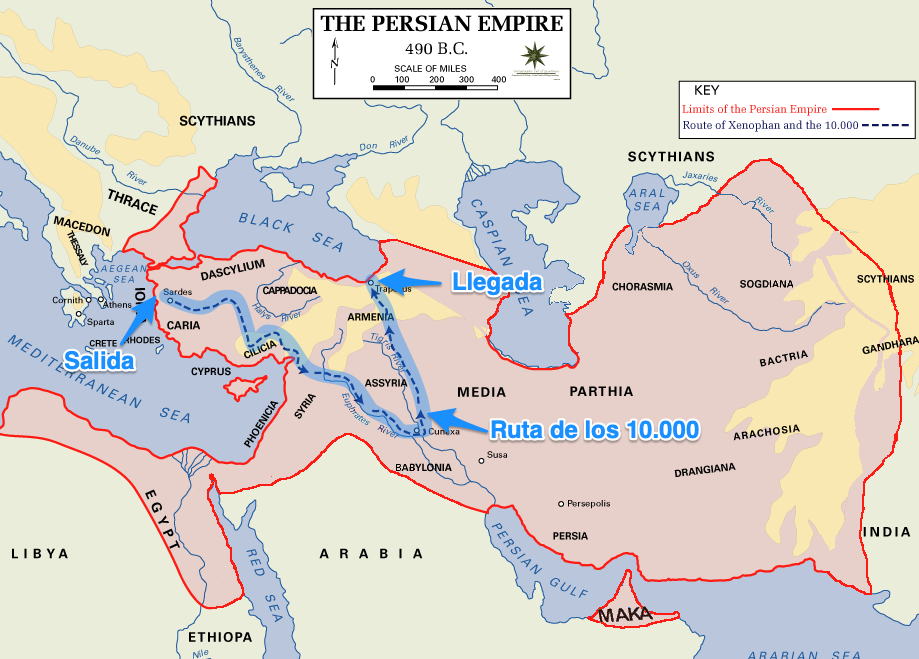 THE PERSIAN EMPIRE
490 B.C.
N
SCALE OF MILES
0 100 200 300 400
KEY
Limits of the Persian Empire
Route of Xenophan and the 10.000
Borysthenes River
SCYTHIANS
Danube River
Don River
SCYTHIANS
Jaxartes River
ARAL SEA
THRACE
MACEDON
THESSALY
BLACK SEA
CASPIAN SEA
AEGEAN SEA
DASCYLIUM
CAPPADOCIA
Halys River
Llegada
Trapezus
CHORASMIA
Oxus River
SOGDIANA
SCYTHIANS
Sardes
Cornith
Athens
Sparta
CARIA
ARMENIA
CRETE
RHODES
CILICIA
Tigris River
GANDHARA
Salida
MEDITERRANEAN SEA
CYPRUS
ASSYRIA
MEDIA
PARTHIA
BACTRIA
SYRIA
PHOENICIA
Euphrates River
Cunaxa
Ruta de los 10.000
ARACHOSIA
BABYLONIA
Susa
DRANGIANA
Persepolis
EGYPT
PERSIA
INDIA
LIBYA
ARABIA
RED SEA
PERSIAN GULF
MAKA
ETHIOPA
Nile
ARABIAN SEA